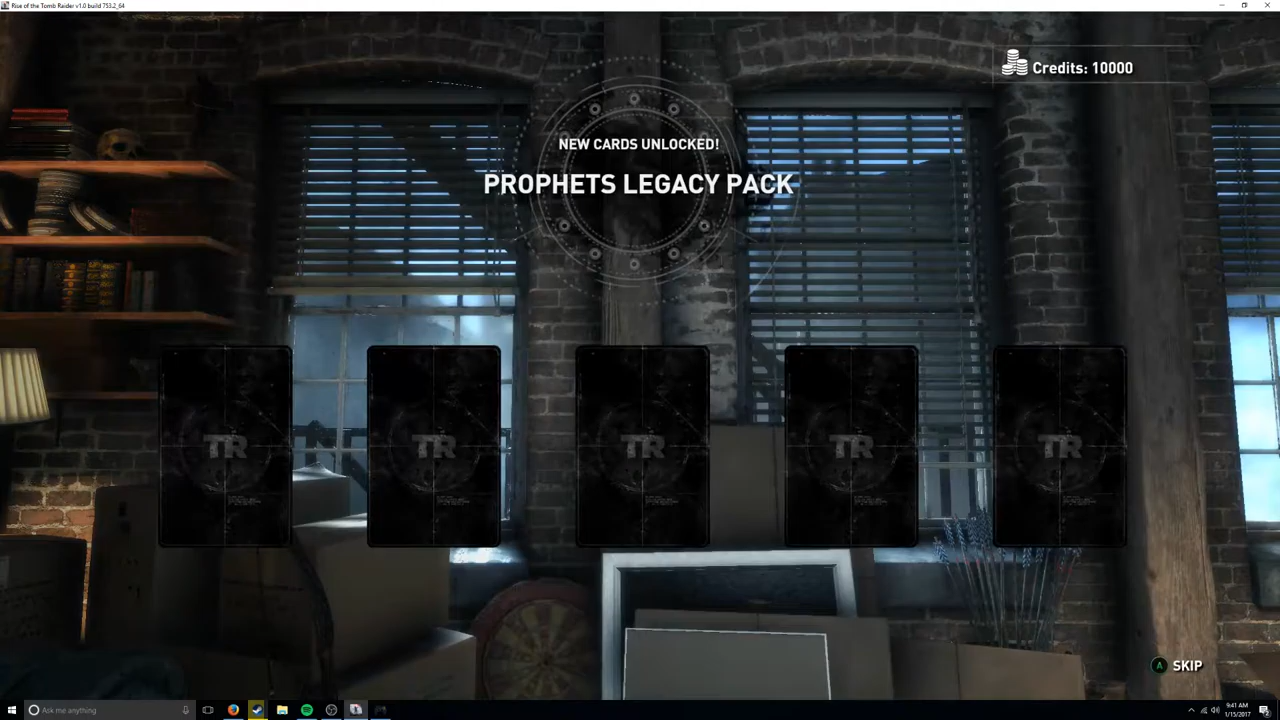 Rise of the Tomb Raider v1.0 build 753.2_64
Credits: 10000
NEW CARDS UNLOCKED!
PROPHETS LEGACY PACK
TR
TR
TR
TR
TR
A SKIP
Ask me anything
9:41 AM
1/15/2017